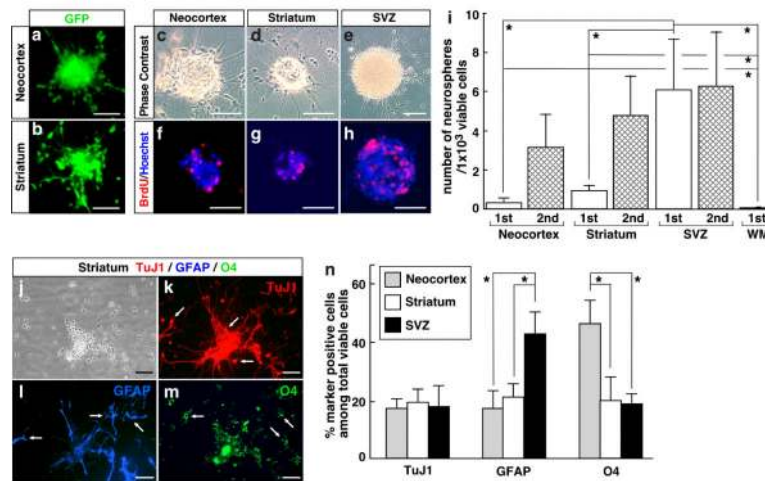 GFP
Neocortex
Striatum
SVZ
Neocortex
Striatum
Phase Contrast
BrdU/Hoechst
a
b
c
d
e
f
g
h
i
number of neurospheres
/1x10³ viable cells
10
8
6
4
2
0
*
*
*
*
*
1st 2nd 1st 2nd 1st 2nd 1st
Neocortex Striatum SVZ WM
Striatum TuJ1 / GFAP / O4
j
k
TuJ1
l
GFAP
m
O4
n
% marker positive cells
among total viable cells
60
40
20
0
Neocortex
Striatum
SVZ
* * * *
TuJ1 GFAP O4